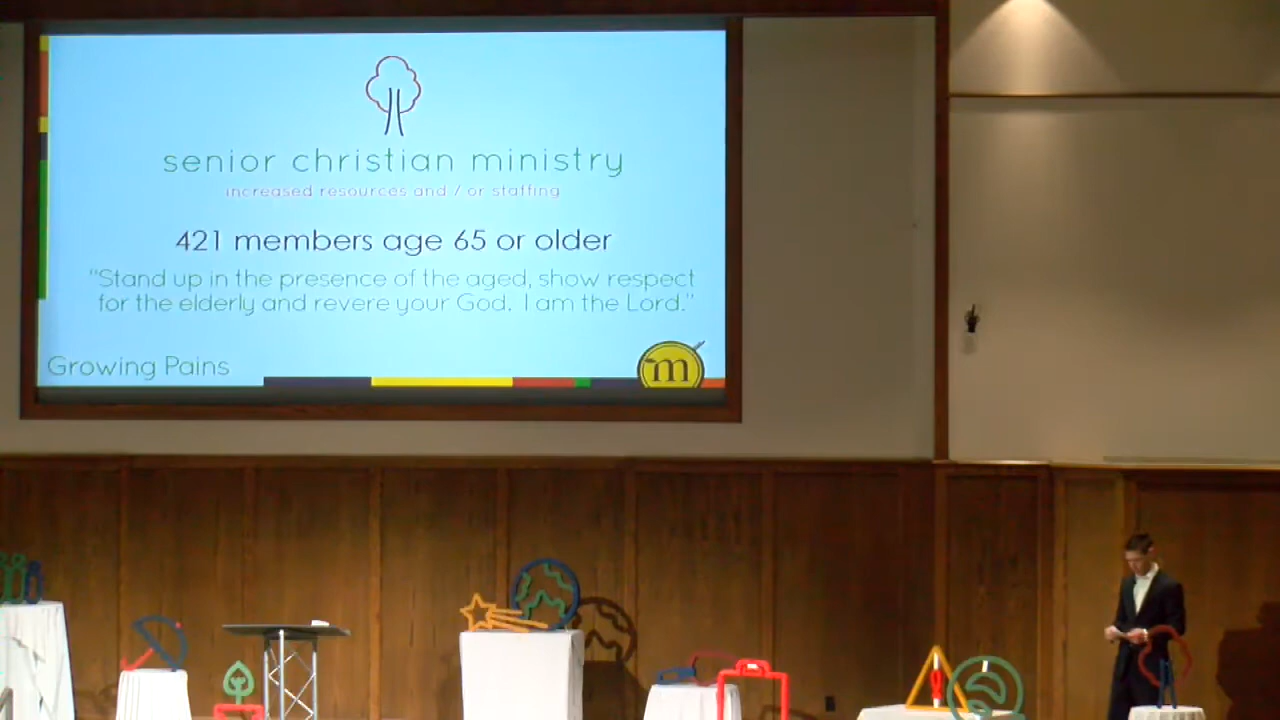 senior christian ministry
increased resources and / or staffing
421 members age 65 or older
"Stand up in the presence of the aged, show respect
for the elderly and revere your God. I am the Lord."
Growing Pains
m